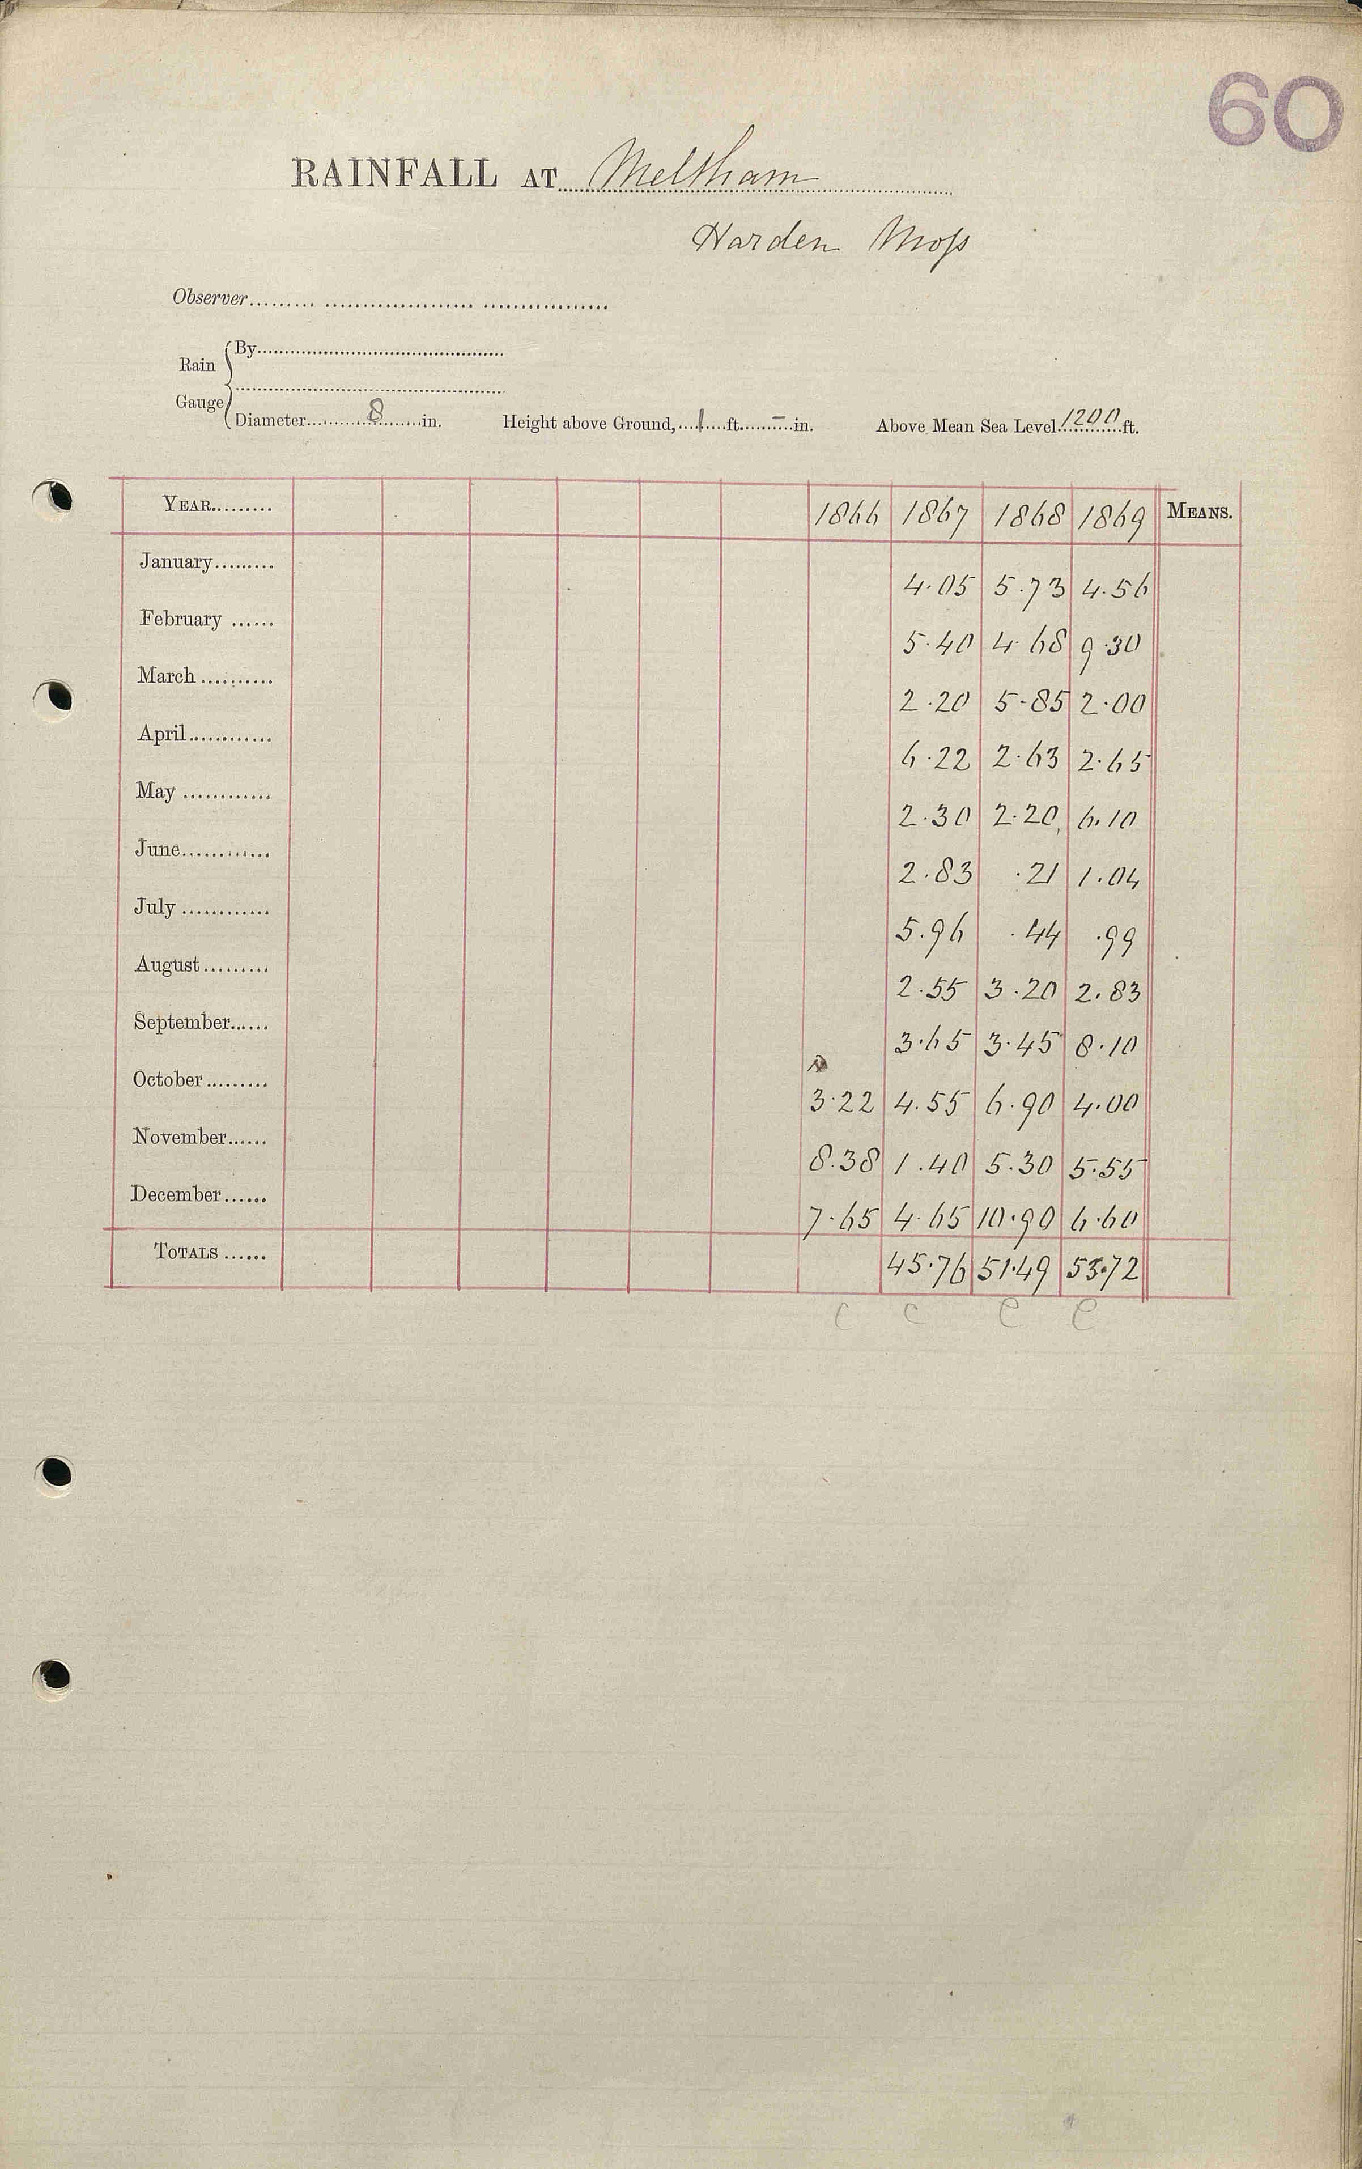 60
RAINFALL AT Meltham
Harden Moss
Observer
Rain Gauge
By
Diameter 8 in. Height above Ground, 1 ft. - in. Above Mean Sea Level 1200 ft.
YEAR 1866 1867 1868 1869 MEANS.
January 4.05 5.73 4.56
February 5.40 4.68 9.30
March 2.20 5.85 2.00
April 6.22 2.63 2.65
May 2.30 2.20 6.10
June 2.83 .21 1.04
July 5.96 .44 .99
August 2.55 3.20 2.83
September 3.65 3.45 8.10
October 3.22 4.55 6.90 4.00
November 8.38 1.40 5.30 5.55
December 7.65 4.65 10.90 6.60
TOTALS 45.76 51.49 53.72
C C C C